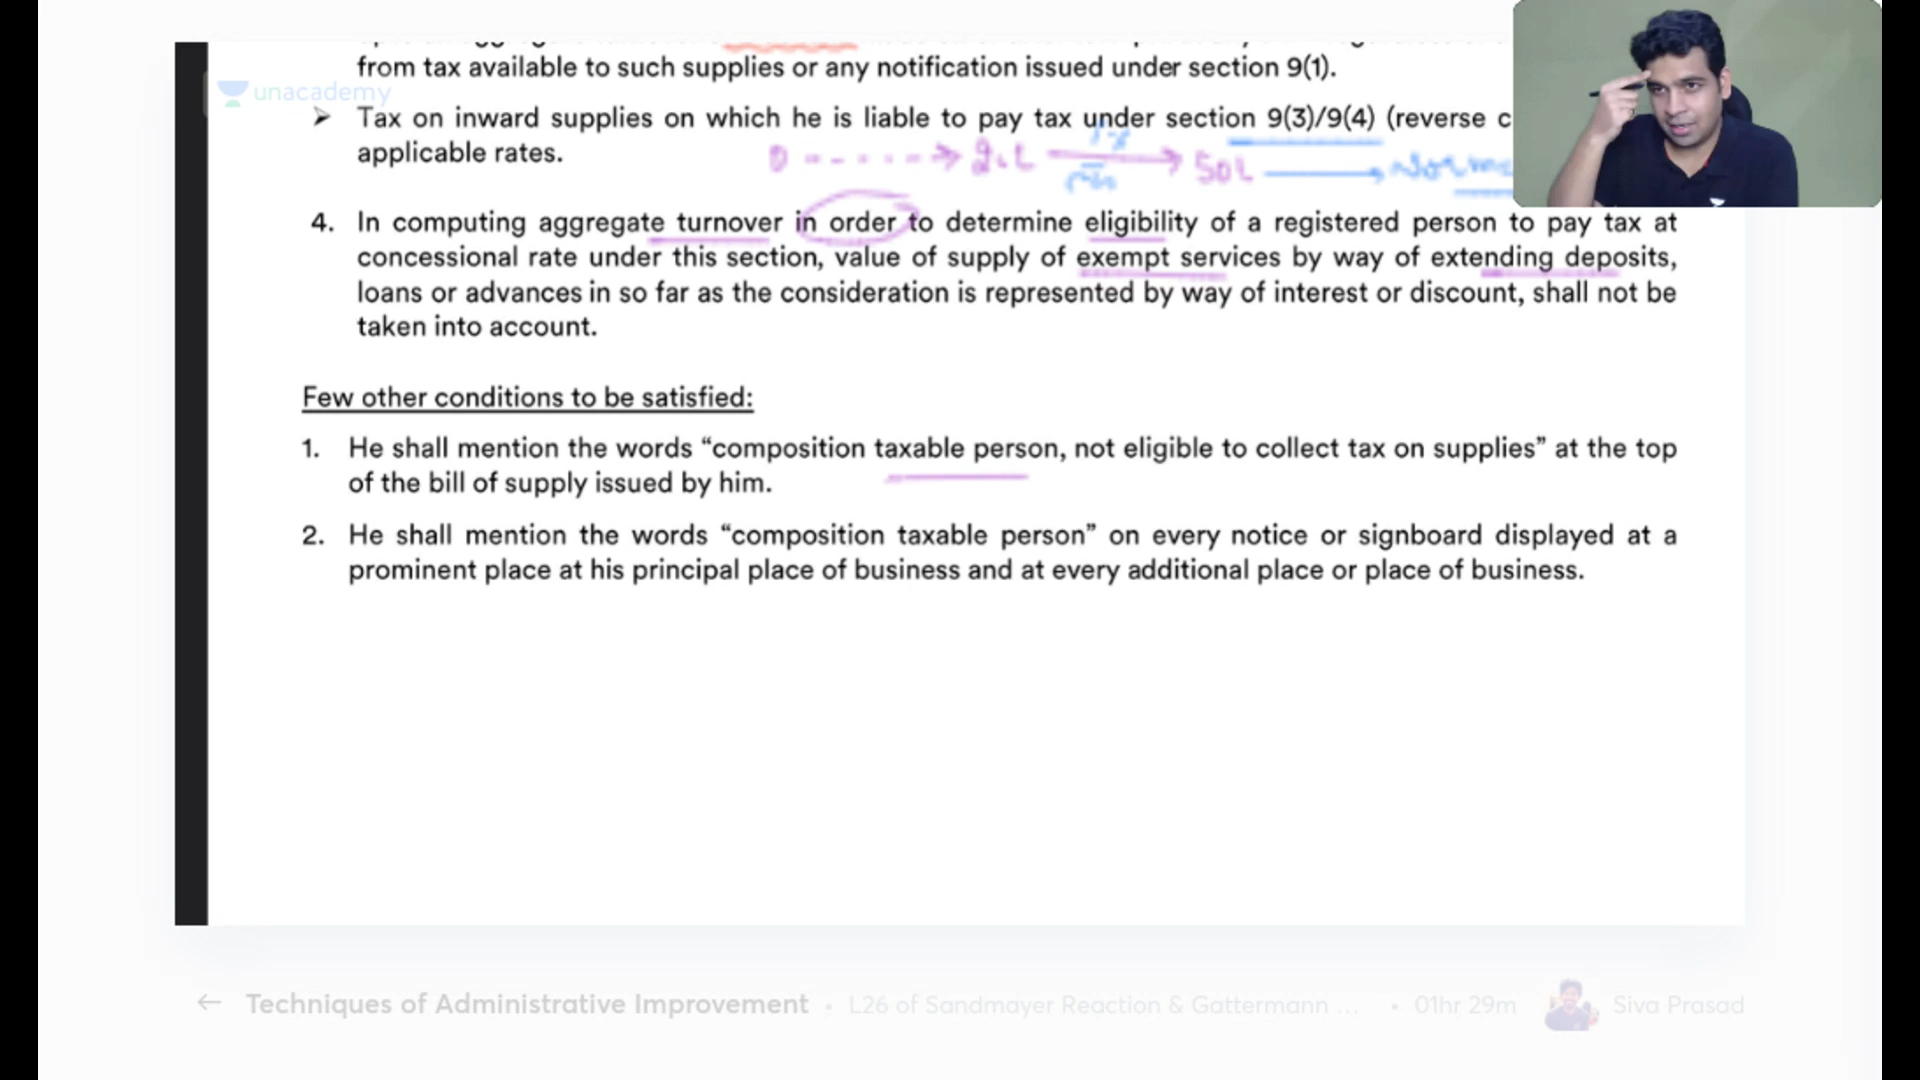 from tax available to such supplies or any notification issued under section 9(1).
unacademy
➢ Tax on inward supplies on which he is liable to pay tax under section 9(3)/9(4) (reverse c
applicable rates.
50L
4. In computing aggregate turnover in order to determine eligibility of a registered person to pay tax at
concessional rate under this section, value of supply of exempt services by way of extending deposits,
loans or advances in so far as the consideration is represented by way of interest or discount, shall not be
taken into account.
Few other conditions to be satisfied:
1. He shall mention the words “composition taxable person, not eligible to collect tax on supplies” at the top
of the bill of supply issued by him.
2. He shall mention the words “composition taxable person” on every notice or signboard displayed at a
prominent place at his principal place of business and at every additional place or place of business.
← Techniques of Administrative Improvement • L26 of Sandmayer Reaction & Gattermann ... • 01hr 29m Siva Prasad